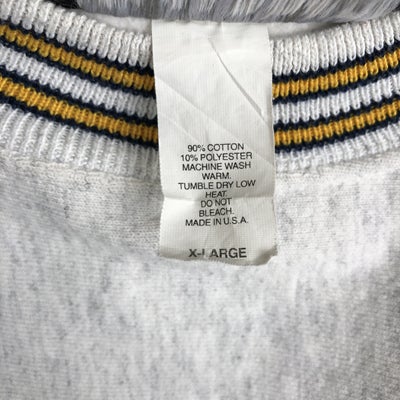 90% COTTON
10% POLYESTER
MACHINE WASH
WARM.
TUMBLE DRY LOW
HEAT.
DO NOT
BLEACH.
MADE IN U.S.A.
X-LARGE